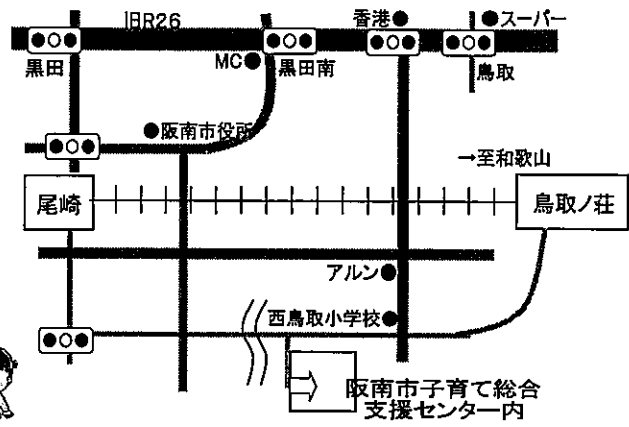 旧R26
香港●
●スーパー
黒田
MC●
黒田南
鳥取
●阪南市役所
→至和歌山
尾崎
鳥取ノ荘
アルン●
西鳥取小学校●
阪南市子育て総合
支援センター内